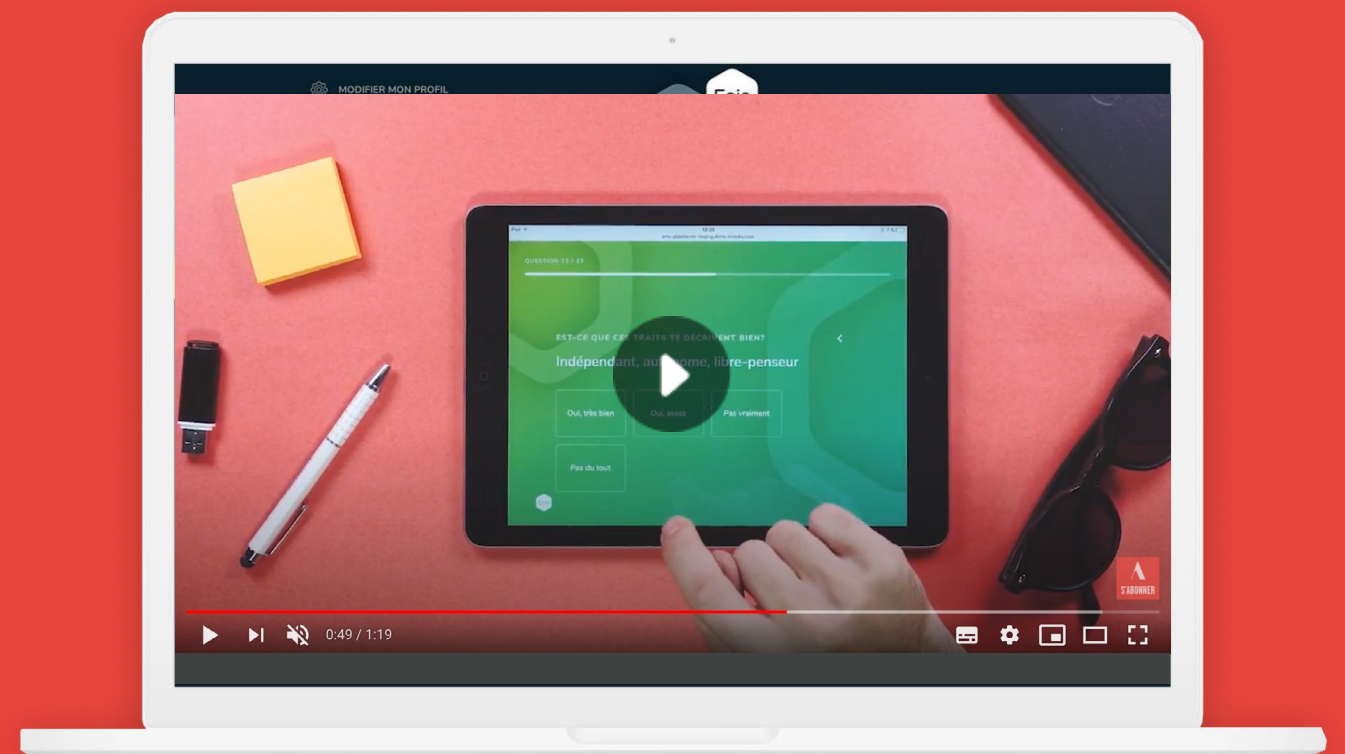 MODIFIER MON PROFIL
iPad
QUESTION 12 / 23
EST-CE QUE CES TRAITS TE DÉCRIVENT BIEN?
Indépendant, autonome, libre-penseur
Oui, très bien
Oui, assez
Pas vraiment
Pas du tout
S'ABONNER
0:49 / 1:19